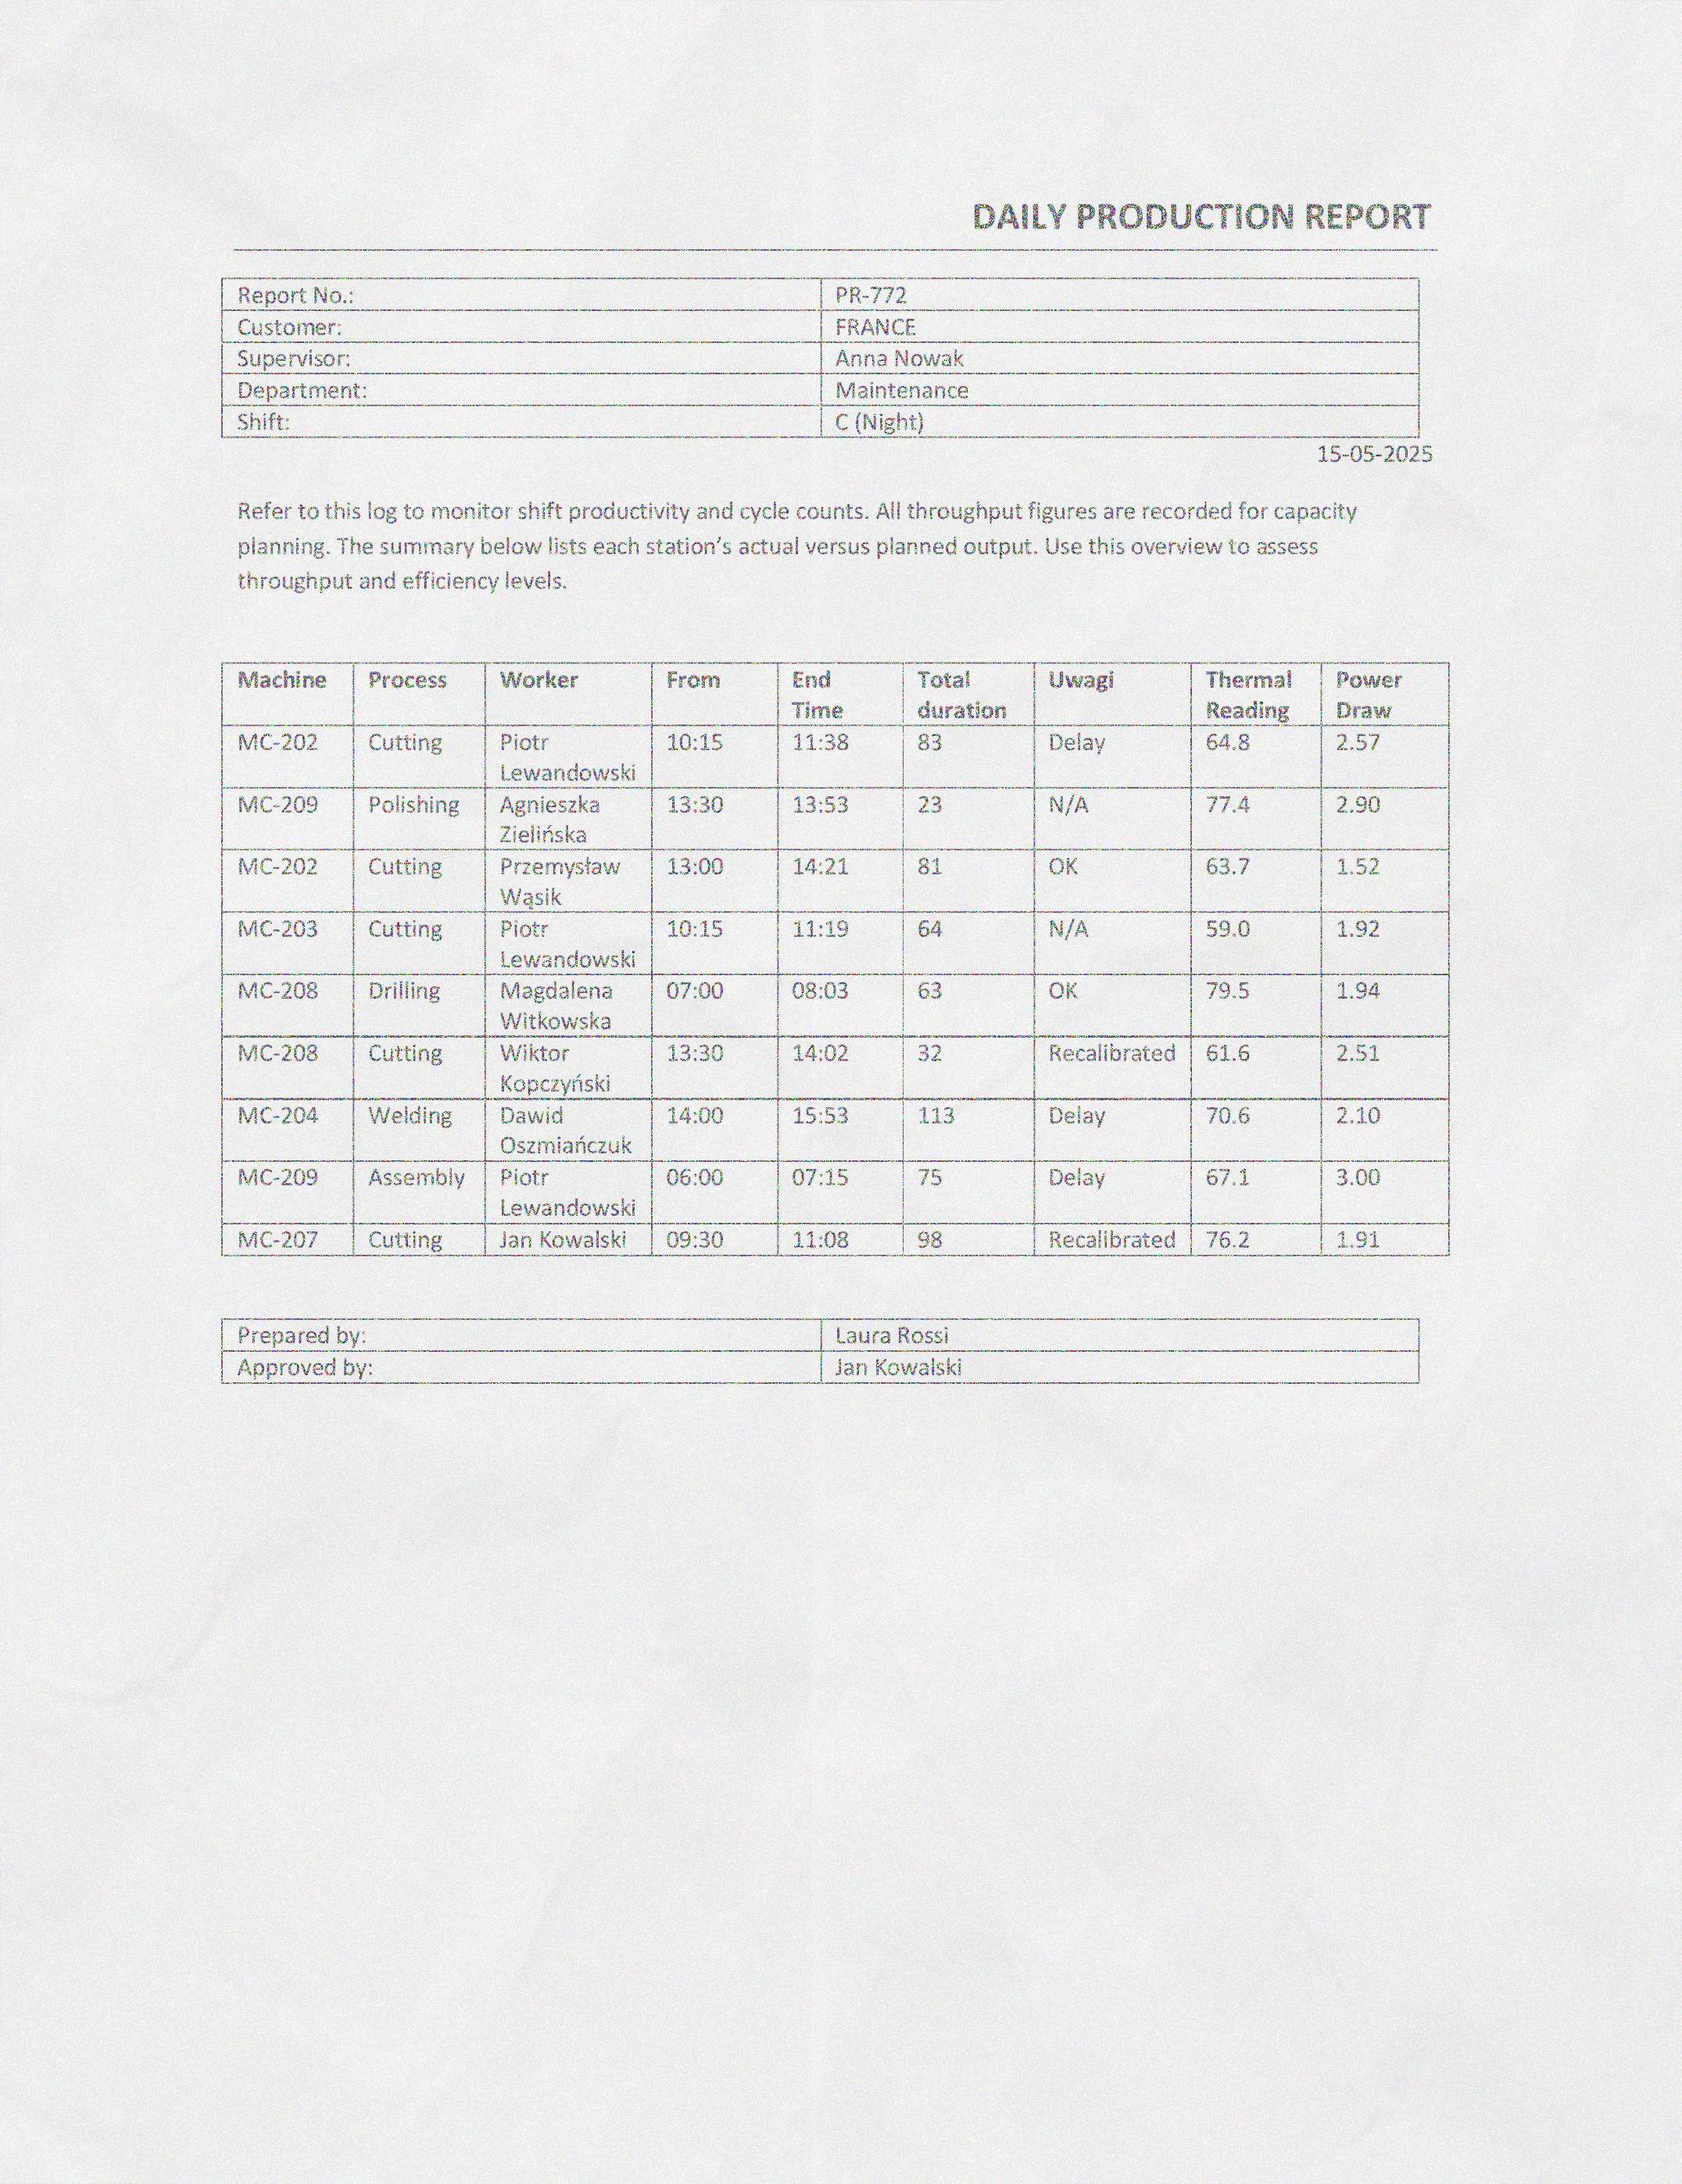 DAILY PRODUCTION REPORT
Report No.: PR-772
Customer: FRANCE
Supervisor: Anna Nowak
Department: Maintenance
Shift: C (Night)
15-05-2025
Refer to this log to monitor shift productivity and cycle counts. All throughput figures are recorded for capacity
planning. The summary below lists each station’s actual versus planned output. Use this overview to assess
throughput and efficiency levels.
Machine Process Worker From End Time Total duration Uwagi Thermal Reading Power Draw
MC-202 Cutting Piotr Lewandowski 10:15 11:38 83 Delay 64.8 2.57
MC-209 Polishing Agnieszka Zielińska 13:30 13:53 23 N/A 77.4 2.90
MC-202 Cutting Przemysław Wąsik 13:00 14:21 81 OK 63.7 1.52
MC-203 Cutting Piotr Lewandowski 10:15 11:19 64 N/A 59.0 1.92
MC-208 Drilling Magdalena Witkowska 07:00 08:03 63 OK 79.5 1.94
MC-208 Cutting Wiktor Kopczyński 13:30 14:02 32 Recalibrated 61.6 2.51
MC-204 Welding Dawid Oszmiańczuk 14:00 15:53 113 Delay 70.6 2.10
MC-209 Assembly Piotr Lewandowski 06:00 07:15 75 Delay 67.1 3.00
MC-207 Cutting Jan Kowalski 09:30 11:08 98 Recalibrated 76.2 1.91
Prepared by: Laura Rossi
Approved by: Jan Kowalski